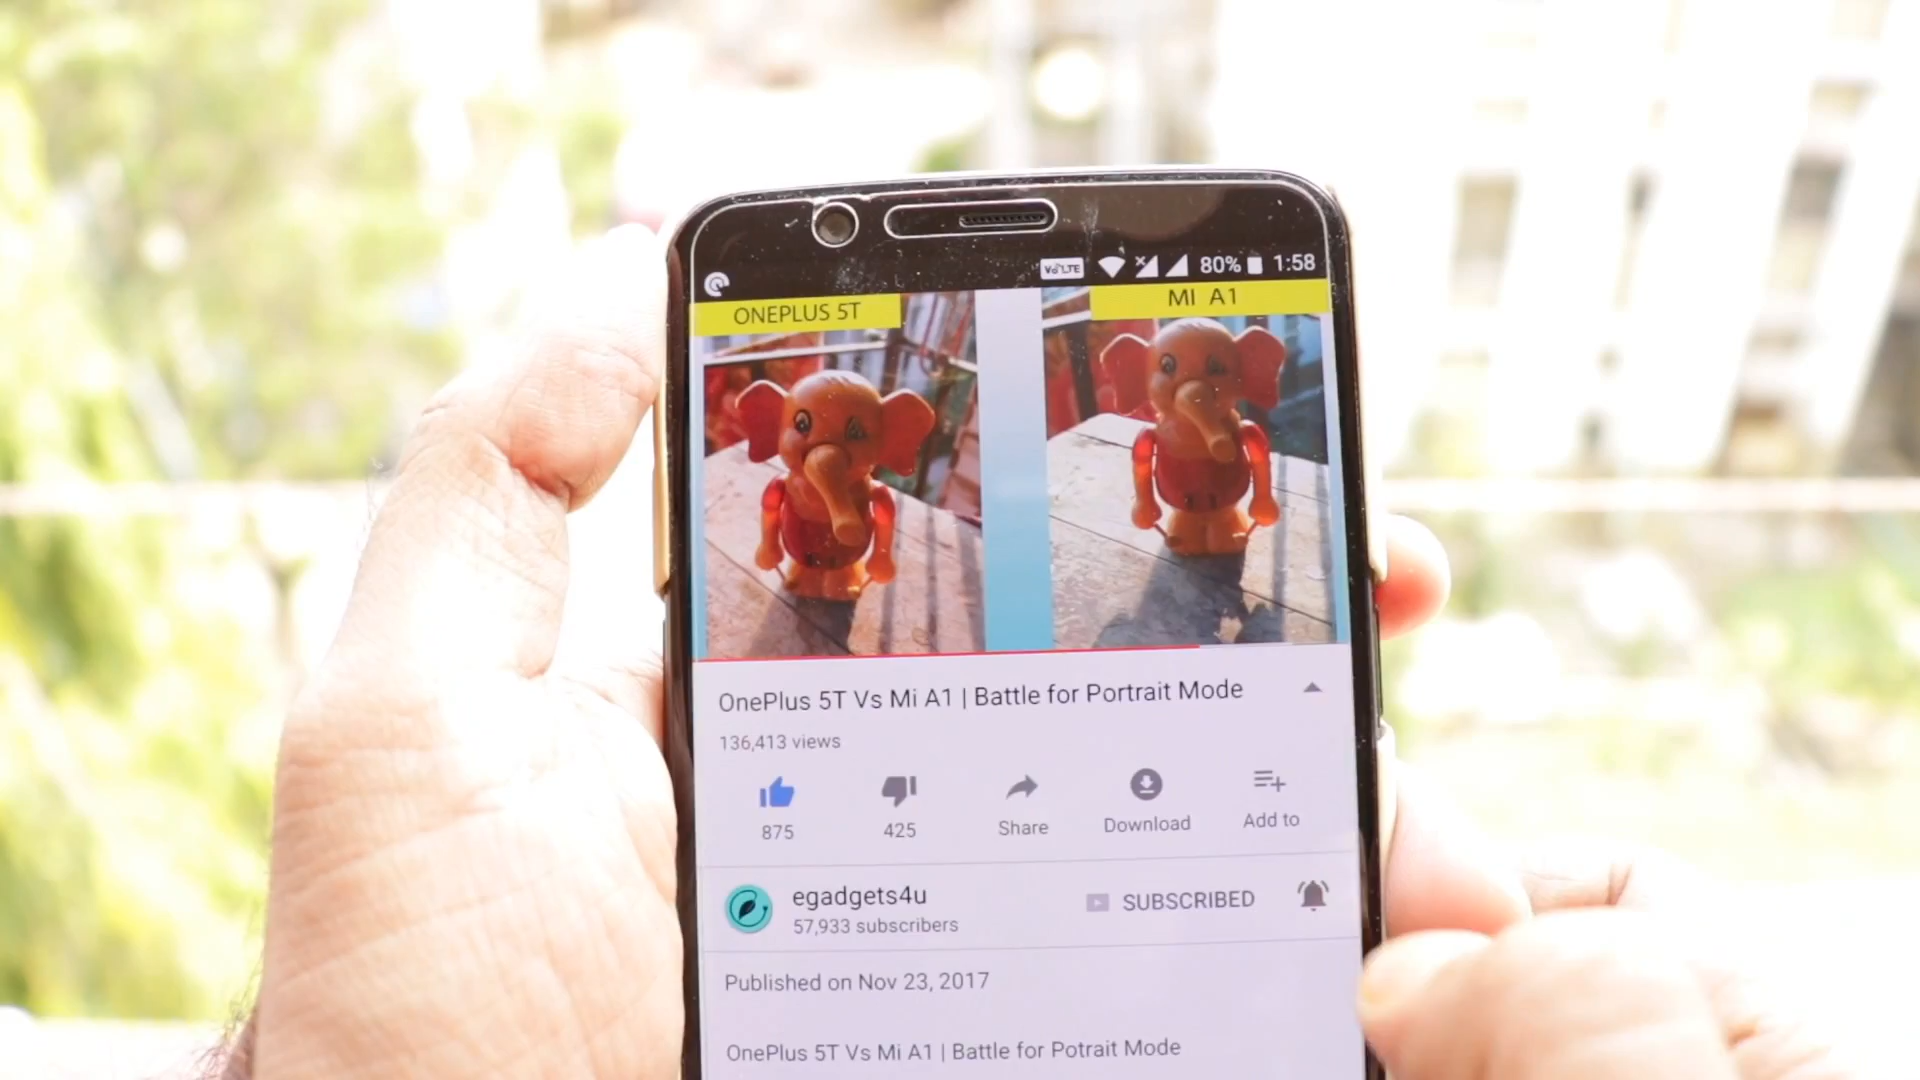 VoLTE 80% 1:58
ONEPLUS 5T
MI A1
OnePlus 5T Vs Mi A1 | Battle for Portrait Mode
136,413 views
875
425
Share
Download
Add to
egadgets4u
SUBSCRIBED
57,933 subscribers
Published on Nov 23, 2017
OnePlus 5T Vs Mi A1 | Battle for Potrait Mode